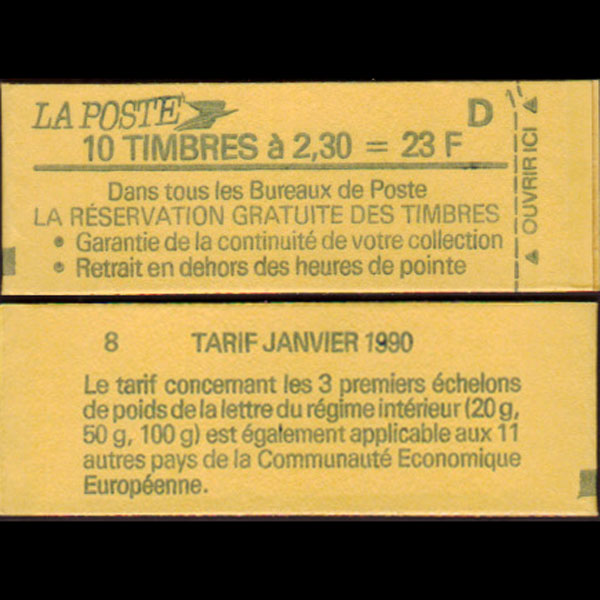 LA POSTE
D
10 TIMBRES à 2,30 = 23 F
Dans tous les Bureaux de Poste
LA RÉSERVATION GRATUITE DES TIMBRES
• Garantie de la continuité de votre collection
• Retrait en dehors des heures de pointe
OUVRIR ICI
8 TARIF JANVIER 1990
Le tarif concernant les 3 premiers échelons
de poids de la lettre du régime intérieur (20 g,
50 g, 100 g) est également applicable aux 11
autres pays de la Communauté Economique
Européenne.